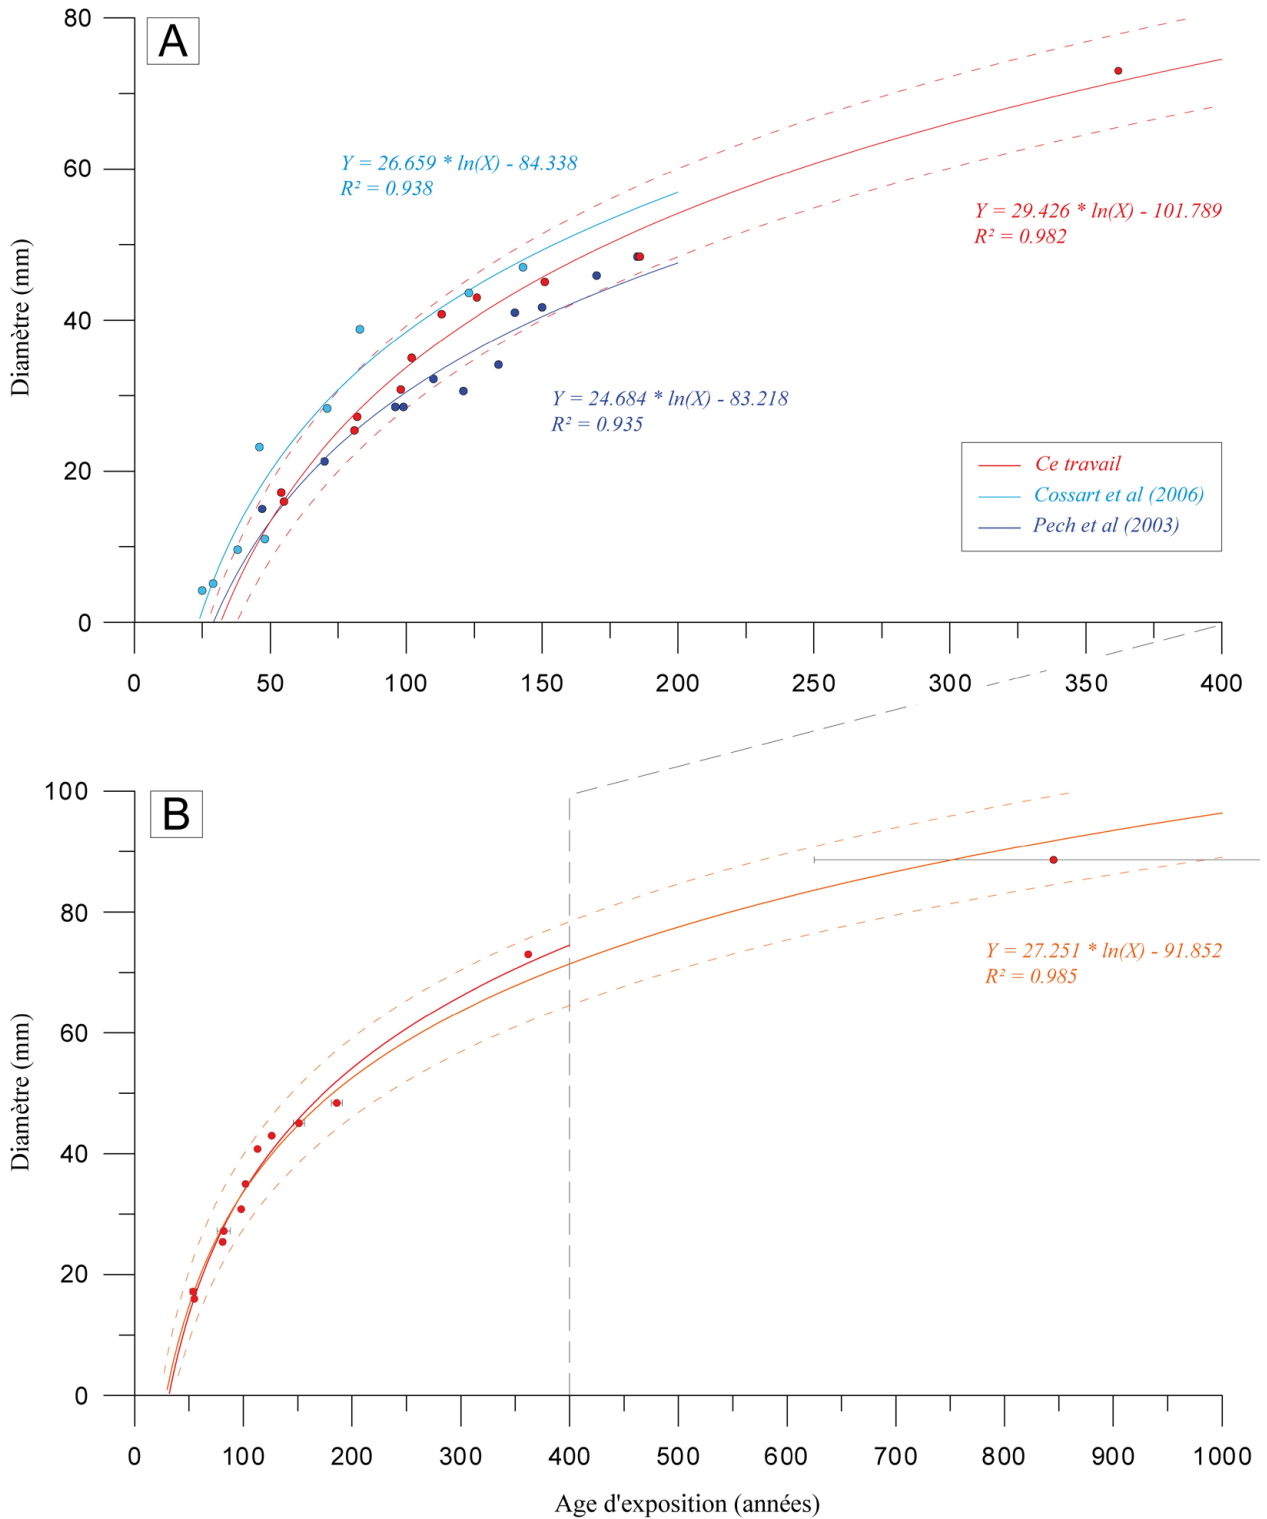 A
80
60
40
20
0
Diamètre (mm)
Y = 26.659 * ln(X) - 84.338
R² = 0.938
Y = 29.426 * ln(X) - 101.789
R² = 0.982
Y = 24.684 * ln(X) - 83.218
R² = 0.935
Ce travail
Cossart et al (2006)
Pech et al (2003)
0 50 100 150 200 250 300 350 400
B
100
80
60
40
20
0
Diamètre (mm)
Y = 27.251 * ln(X) - 91.852
R² = 0.985
0 100 200 300 400 500 600 700 800 900 1000
Age d'exposition (années)